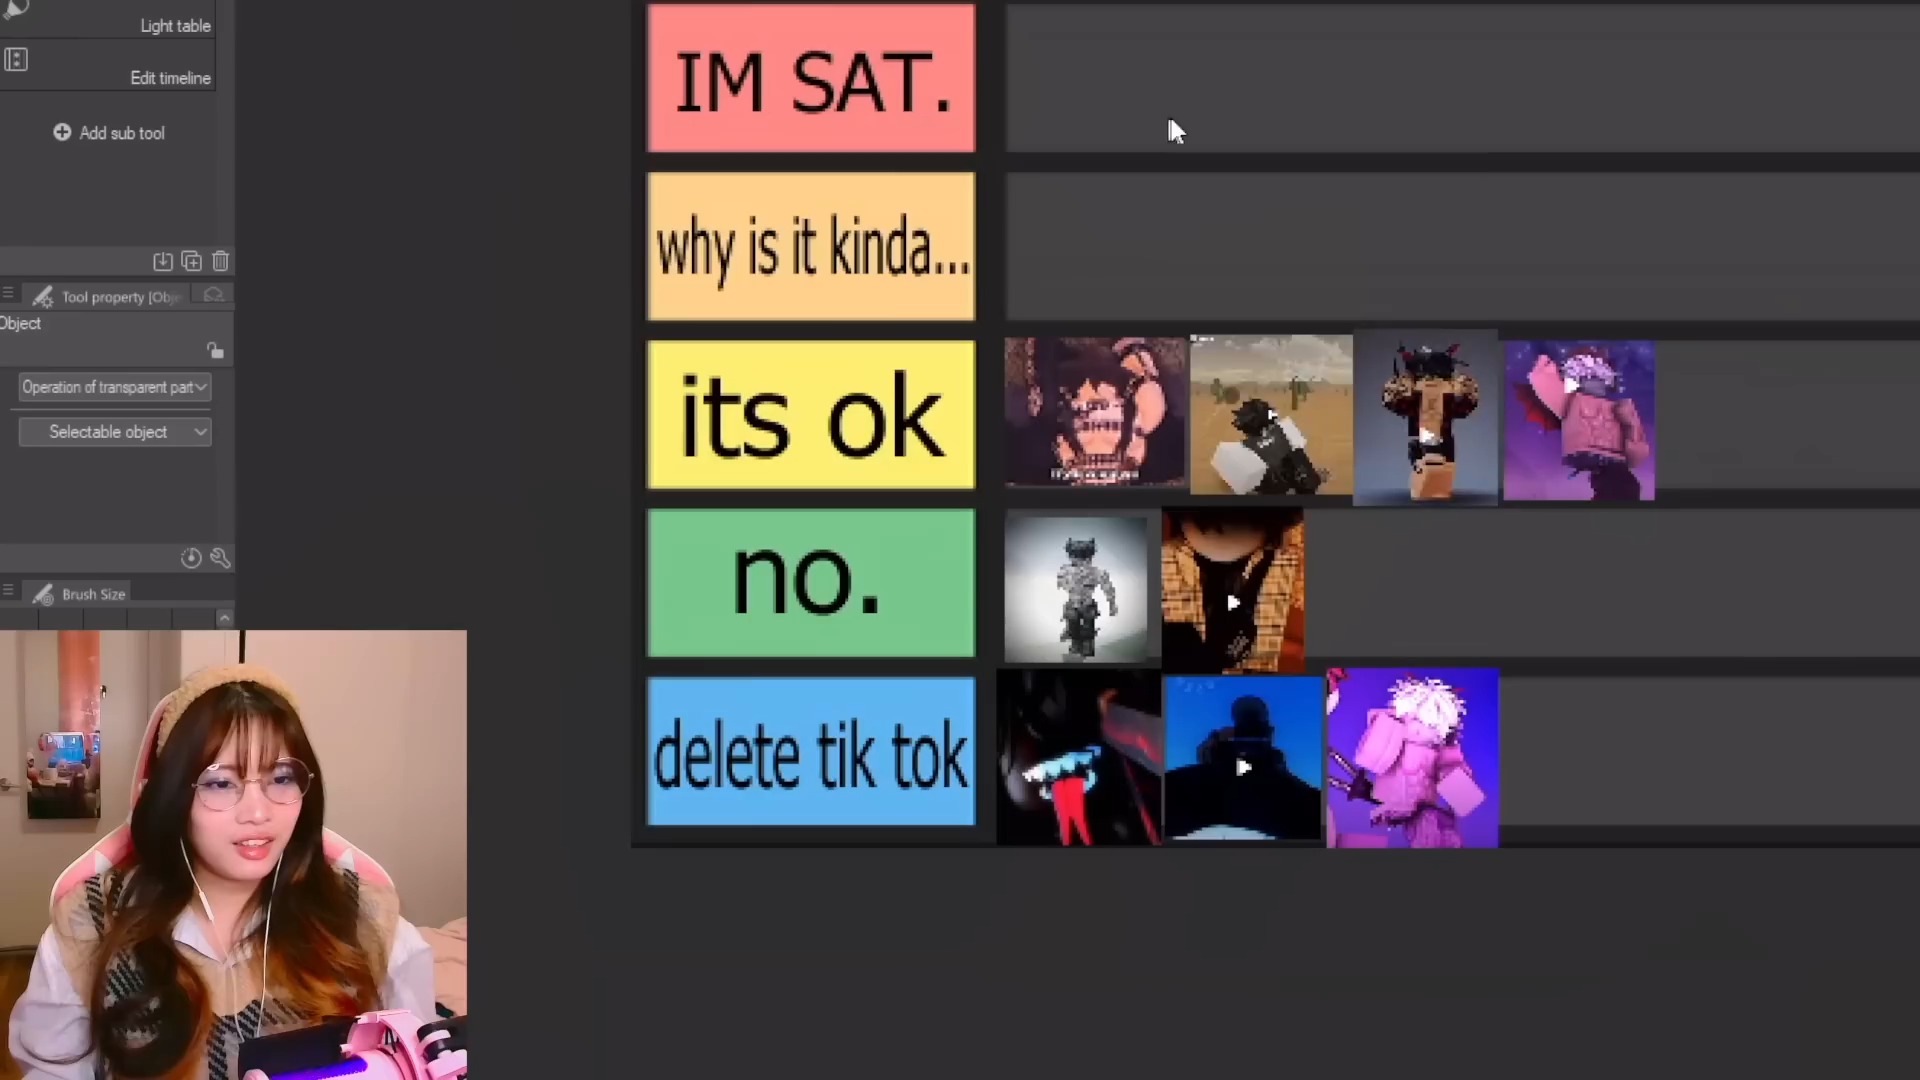 Light table
Edit timeline
Add sub tool
Tool property [Obje
Object
Operation of transparent part
Selectable object
Brush Size
IM SAT.
why is it kinda...
its ok
no.
delete tik tok